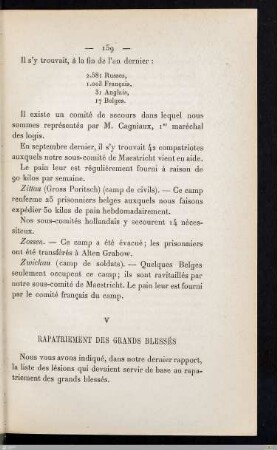 — 159 —
Il s'y trouvait, à la fin de l'an dernier :
2.581 Russes,
1.008 Français,
81 Anglais,
17 Belges.
Il existe un comité de secours dans lequel nous
sommes représentés par M. Cagniaux, 1er maréchal
des logis.
En septembre dernier, il s'y trouvait 42 compatriotes
auxquels notre sous-comité de Maestricht vient en aide.
Le pain leur est régulièrement fourni à raison de
90 kilos par semaine.
Zittau (Gross Poritsch) (camp de civils). — Ce camp
renferme 25 prisonniers belges auxquels nous faisons
expédier 50 kilos de pain hebdomadairement.
Nos sous-comités hollandais y secourent 14 néces-
siteux.
Zossen. — Ce camp a été évacué; les prisonniers
ont été transférés à Alten Grabow.
Zwickau (camp de soldats). — Quelques Belges
seulement occupent ce camp; ils sont ravitaillés par
notre sous-comité de Maestricht. Le pain leur est fourni
par le comité français du camp.
V
RAPATRIEMENT DES GRANDS BLESSÉS
Nous vous avons indiqué, dans notre dernier rapport,
la liste des lésions qui devaient servir de base au rapa-
triement des grands blessés.